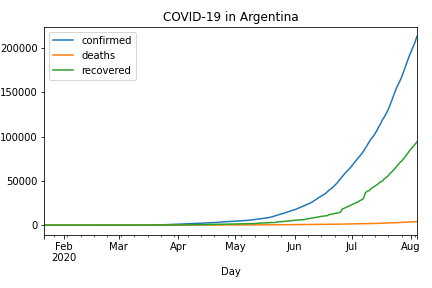 COVID-19 in Argentina
confirmed
deaths
recovered
200000
150000
100000
50000
0
Feb Mar Apr May Jun Jul Aug
2020
Day